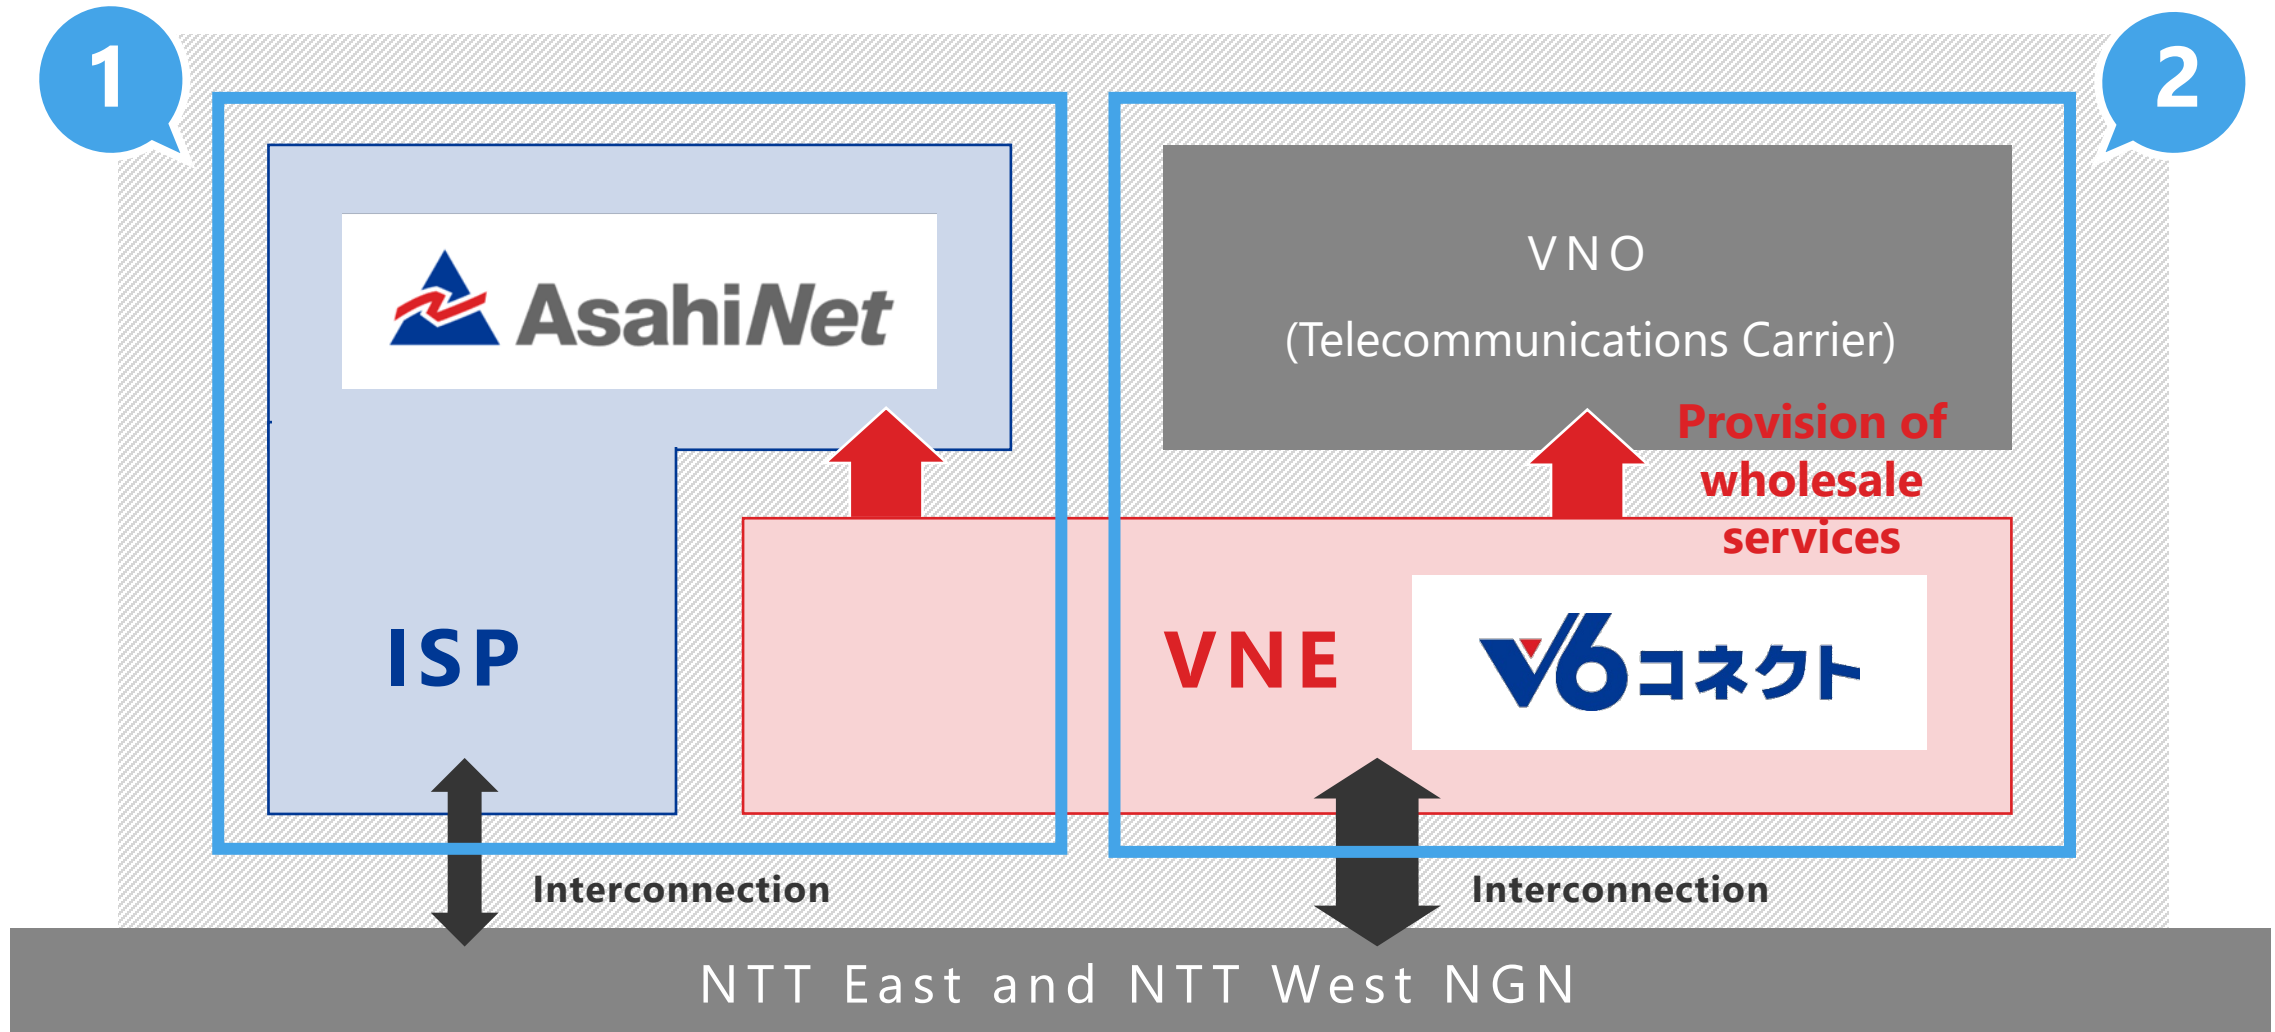 1
2
AsahiNet
VNO
(Telecommunications Carrier)
Provision of
wholesale
services
ISP
VNE
V6コネクト
Interconnection
Interconnection
NTT East and NTT West NGN